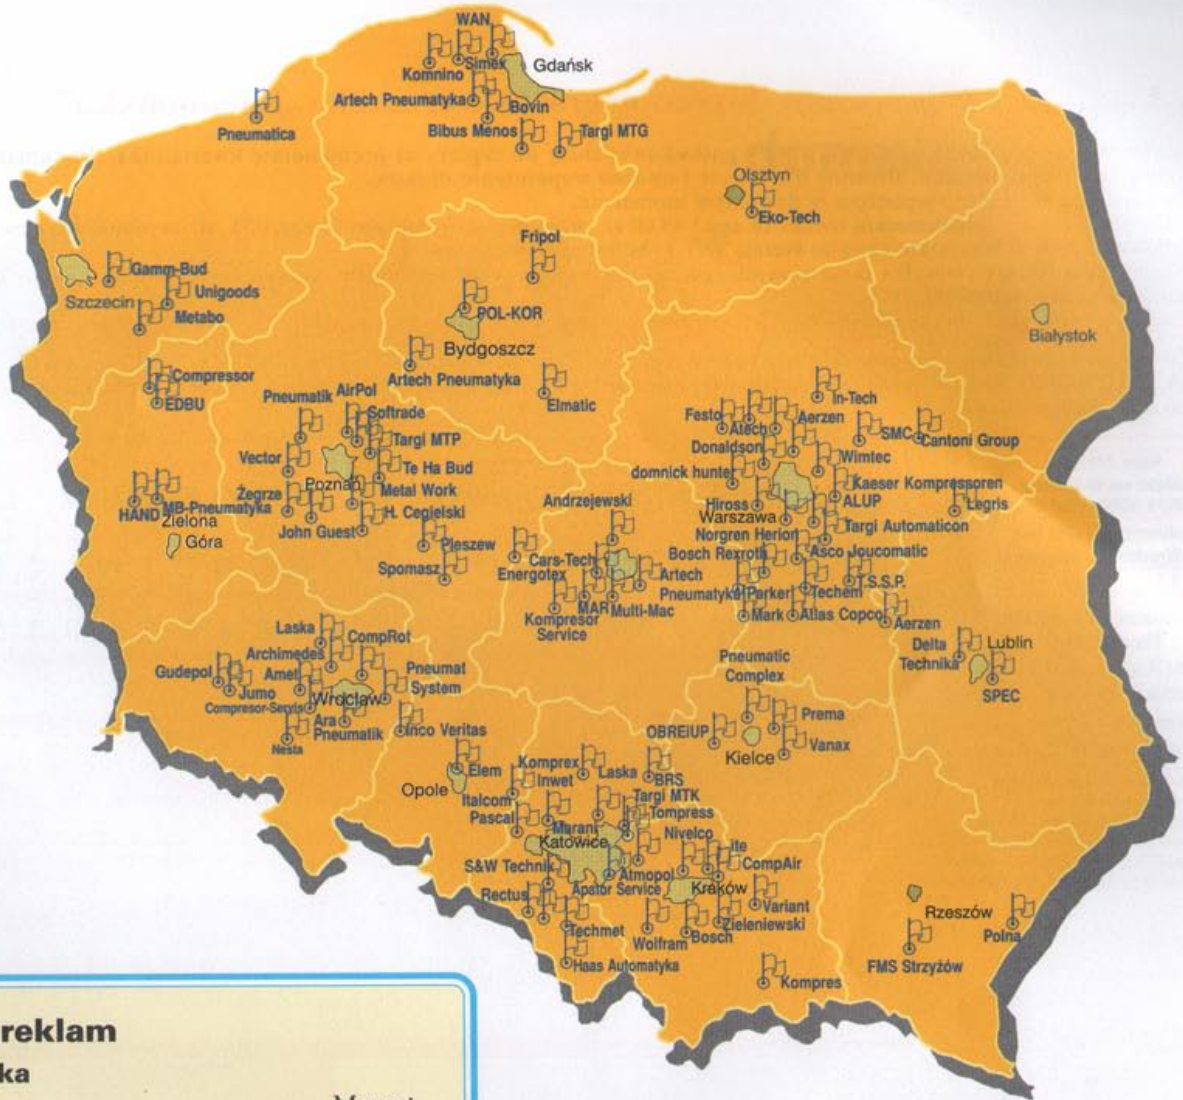 WAN
Simex
Komnino
Gdańsk
Artech Pneumatyka
Bovin
Pneumatica
Bibus Menos
Targi MTG
Olsztyn
Eko-Tech
Fripol
Gamm-Bud
Szczecin
Unigoods
Metabo
POL-KOR
Bydgoszcz
Białystok
Artech Pneumatyka
Elmatic
Compressor
EDBU
Pneumatik
AirPol
Softrade
Targi MTP
Vector
Te Ha Bud
Poznań
Metal Work
Żegrze
H. Cegielski
John Guest
HAND
MB-Pneumatyka
Zielona
Góra
Pleszew
Spomasz
In-Tech
Festo
Atech
Aerzen
SMC
Cantoni Group
Donaldson
Wimtec
domnick hunter
Kaeser Kompressoren
Hiross
ALUP
Legris
Warszawa
Targi Automaticon
Norgren Herion
Bosch Rexroth
Asco Joucomatic
Andrzejewski
Cars-Tech
Energotex
Artech
Pneumatyka
Parker
Techem
T.S.S.P.
MAR
Multi-Mac
Kompresor
Service
Mark
Atlas Copco
Aerzen
Delta
Technika
Lublin
SPEC
Laska
CompRot
Archimedes
Gudepol
Amet
Pneumat
System
Jumo
Wrocław
Compresor-Servis
Ara
Pneumatik
Nesta
Inco Veritas
Pneumatic
Complex
OBREiUP
Prema
Kielce
Vanax
Elem
Opole
Komprex
Inwet
Laska
BRS
Italcom
Targi MTK
Pascal
Tompress
Marani
Katowice
Nivelco
ite
CompAir
S&W Technik
Atmopol
Apator Service
Kraków
Rectus
Variant
Zieleniewski
Techmet
Wolfram
Bosch
Haas Automatyka
Kompres
Rzeszów
Polna
FMS Strzyżów
reklam
ka